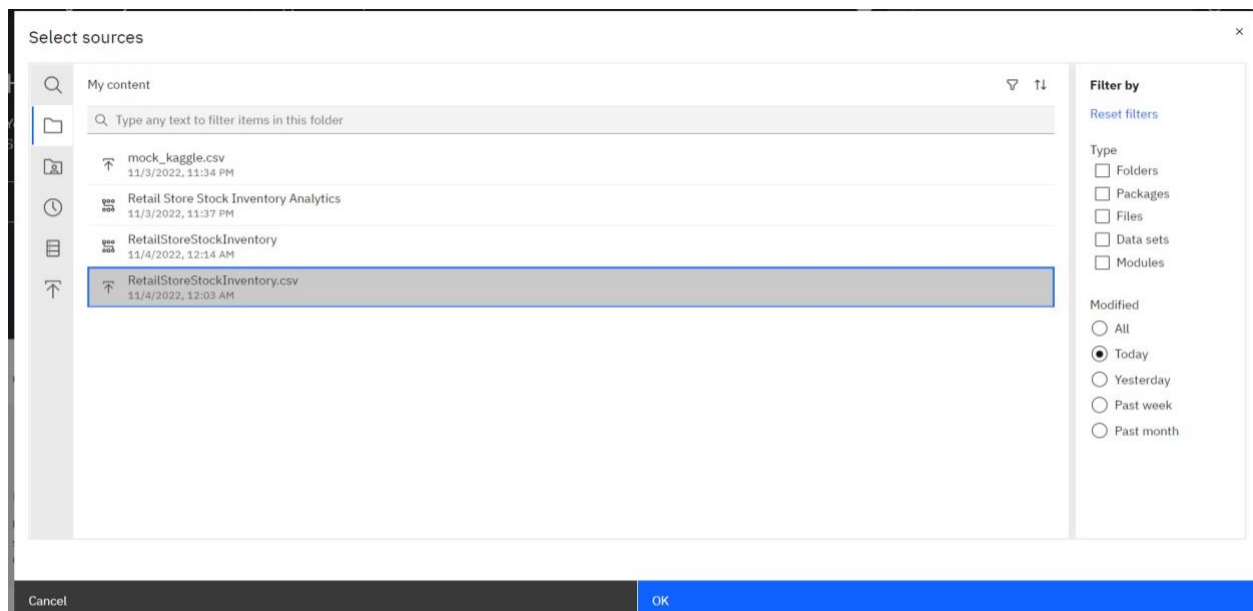 Select sources
My content
Type any text to filter items in this folder
mock_kaggle.csv
11/3/2022, 11:34 PM
Retail Store Stock Inventory Analytics
11/3/2022, 11:37 PM
RetailStoreStockInventory
11/4/2022, 12:14 AM
RetailStoreStockInventory.csv
11/4/2022, 12:03 AM
Filter by
Reset filters
Type
Folders
Packages
Files
Data sets
Modules
Modified
All
Today
Yesterday
Past week
Past month
Cancel
OK